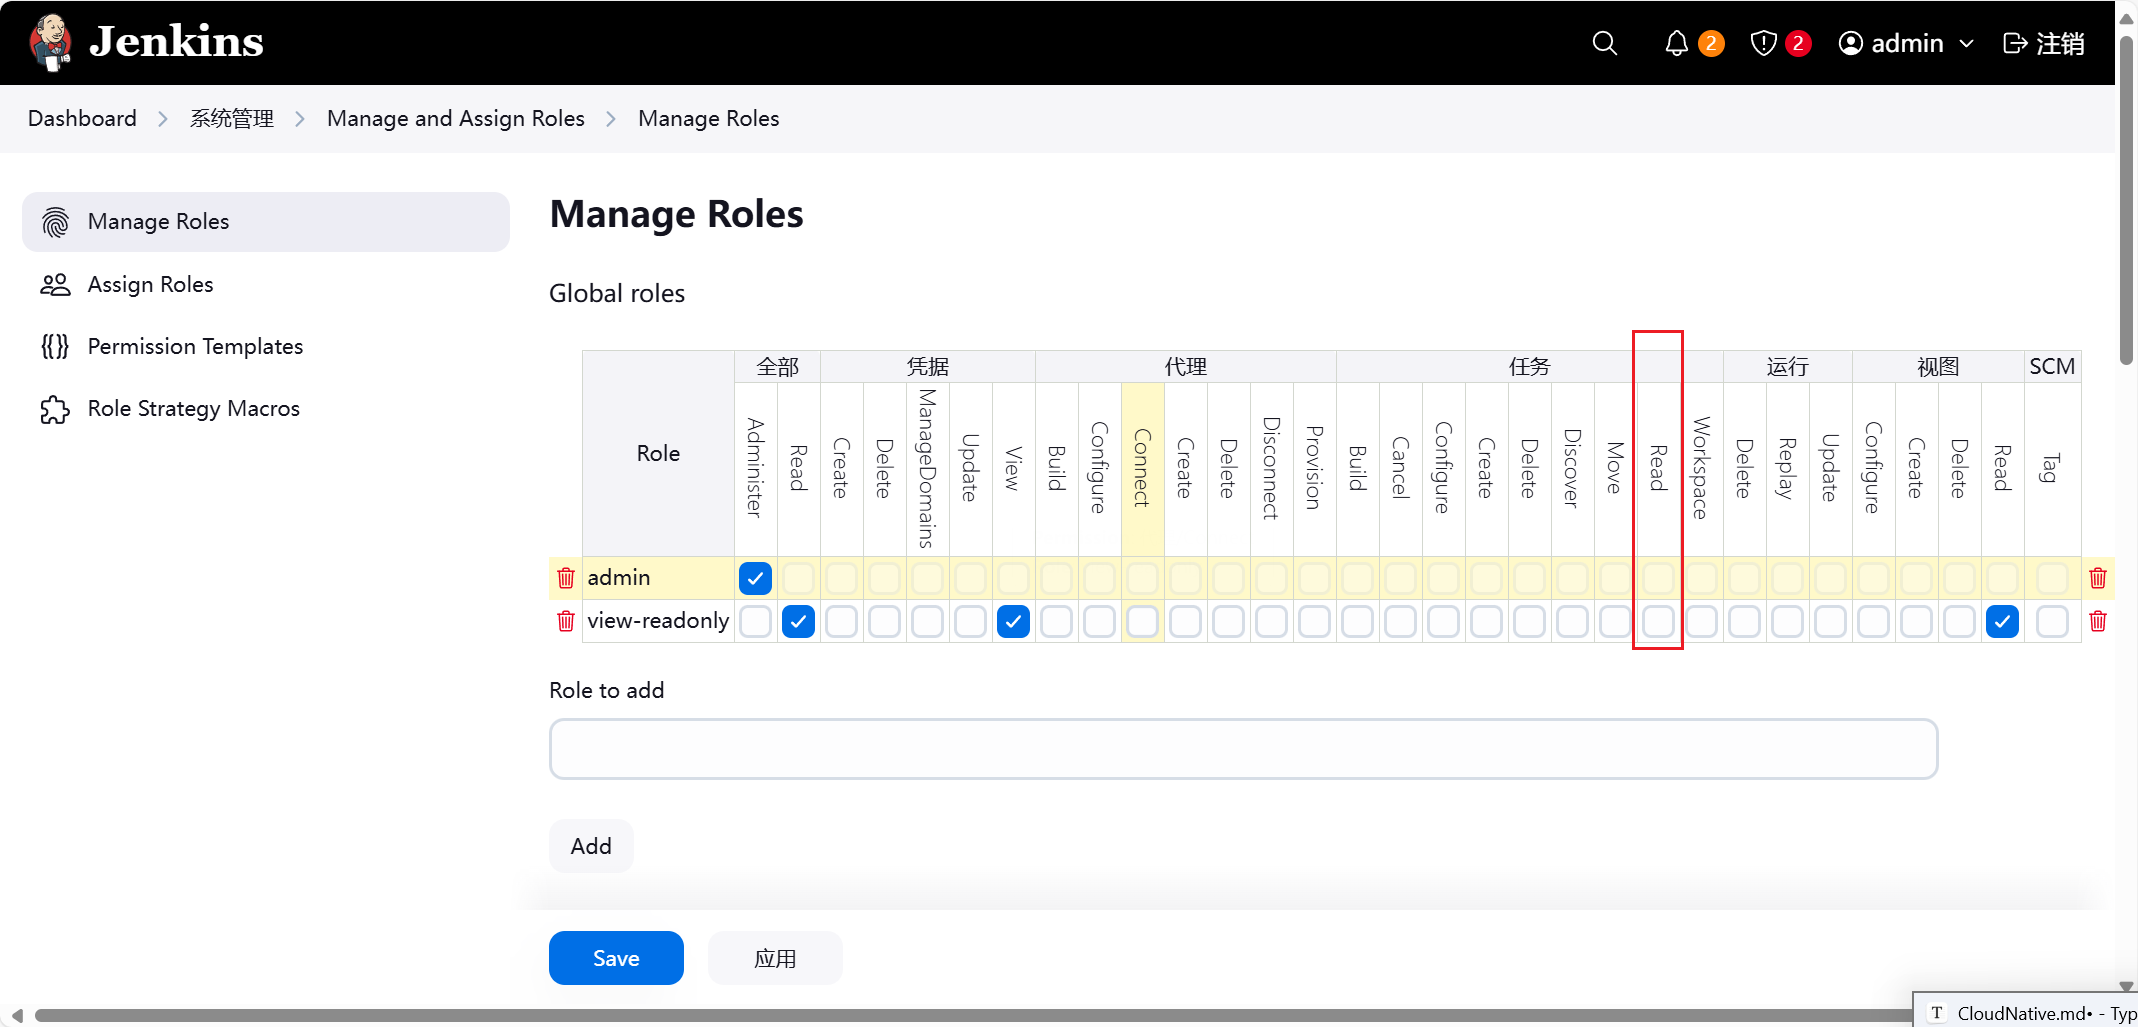 Jenkins
2
2
admin
注销
Dashboard
系统管理
Manage and Assign Roles
Manage Roles
Manage Roles
Assign Roles
Permission Templates
Role Strategy Macros
Manage Roles
Global roles
Role
全部
凭据
代理
任务
运行
视图
SCM
Administer
Read
Create
Delete
ManageDomains
Update
View
Build
Configure
Connect
Create
Delete
Disconnect
Provision
Build
Cancel
Configure
Create
Delete
Discover
Move
Read
Workspace
Delete
Replay
Update
Configure
Create
Delete
Read
Tag
admin
view-readonly
Role to add
Add
Save
应用
T CloudNative.md• - Typ